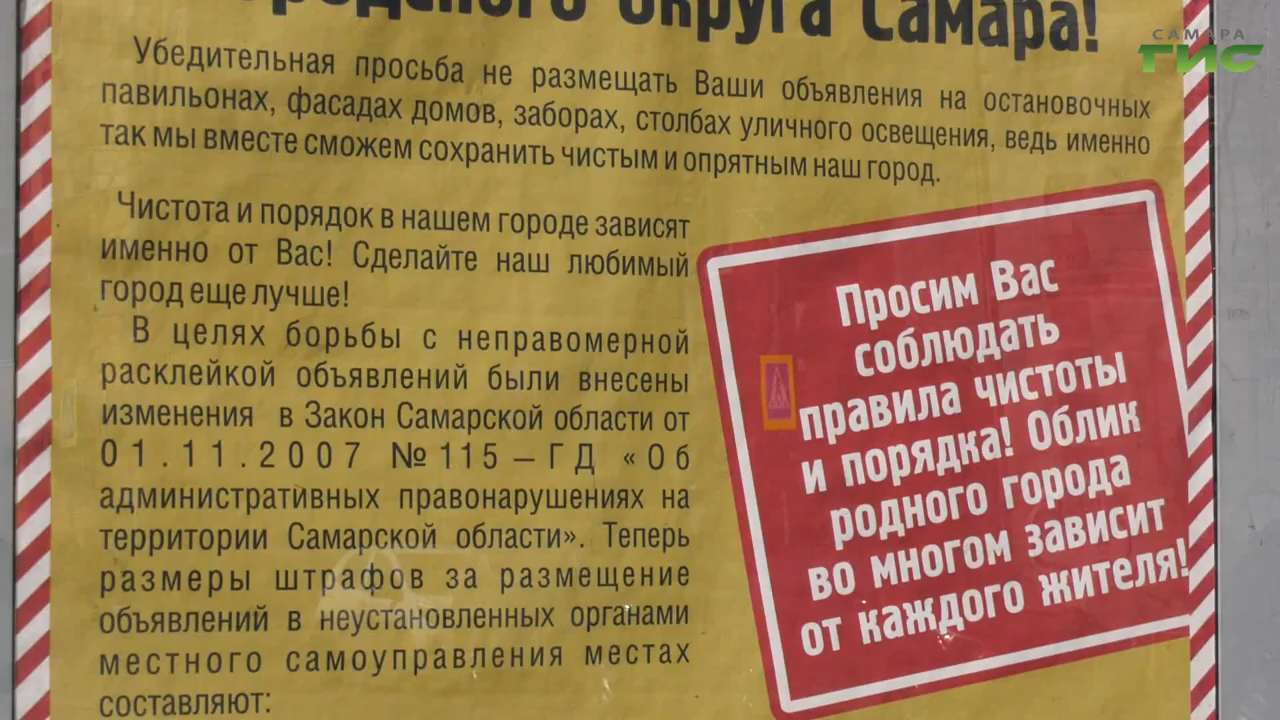 городского округа Самара!
САМАРА
ГИС
Убедительная просьба не размещать Ваши объявления на остановочных
павильонах, фасадах домов, заборах, столбах уличного освещения, ведь именно
так мы вместе сможем сохранить чистым и опрятным наш город.
Чистота и порядок в нашем городе зависят
именно от Вас! Сделайте наш любимый
город еще лучше!
В целях борьбы с неправомерной
расклейкой объявлений были внесены
изменения в Закон Самарской области от
01.11.2007 №115 – ГД «Об
административных правонарушениях на
территории Самарской области». Теперь
размеры штрафов за размещение
объявлений в неустановленных органами
местного самоуправления местах
составляют:
Просим Вас
соблюдать
правила чистоты
и порядка! Облик
родного города
во многом зависит
от каждого жителя!